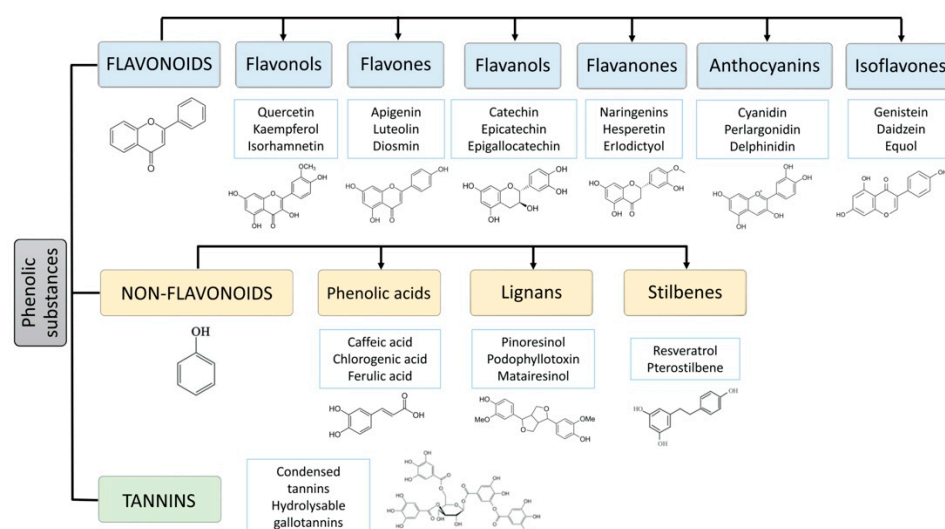 FLAVONOIDS
Flavonols
Flavones
Flavanols
Flavanones
Anthocyanins
Isoflavones
Quercetin
Kaempferol
Isorhamnetin
Apigenin
Luteolin
Diosmin
Catechin
Epicatechin
Epigallocatechin
Naringenins
Hesperetin
ErIodictyol
Cyanidin
Perlargonidin
Delphinidin
Genistein
Daidzein
Equol
Phenolic
substances
NON-FLAVONOIDS
Phenolic acids
Lignans
Stilbenes
OH
Caffeic acid
Chlorogenic acid
Ferulic acid
Pinoresinol
Podophyllotoxin
Matairesinol
Resveratrol
Pterostilbene
TANNINS
Condensed
tannins
Hydrolysable
gallotannins